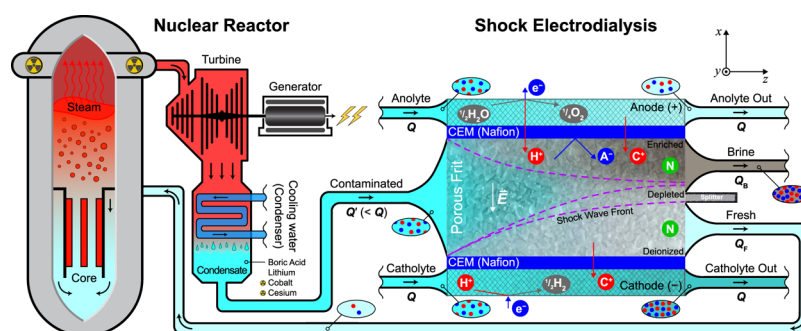 Nuclear Reactor
Shock Electrodialysis
Turbine
Generator
Steam
Core
Cooling water
(Condenser)
Condensate
Boric Acid
Lithium
Cobalt
Cesium
Contaminated
Q' (< Q)
Anolyte
Q
½H₂O
¼O₂
e⁻
Anode (+)
Anolyte Out
Q
CEM (Nafion)
H⁺
A⁻
C⁺
Enriched
N
Brine
Q_B
Porous Frit
E
Shock Wave Front
Depleted
Splitter
N
Fresh
Q_F
Deionized
CEM (Nafion)
Catholyte
Q
H⁺
½H₂
e⁻
C⁺
Cathode (−)
Catholyte Out
Q
x
y
z